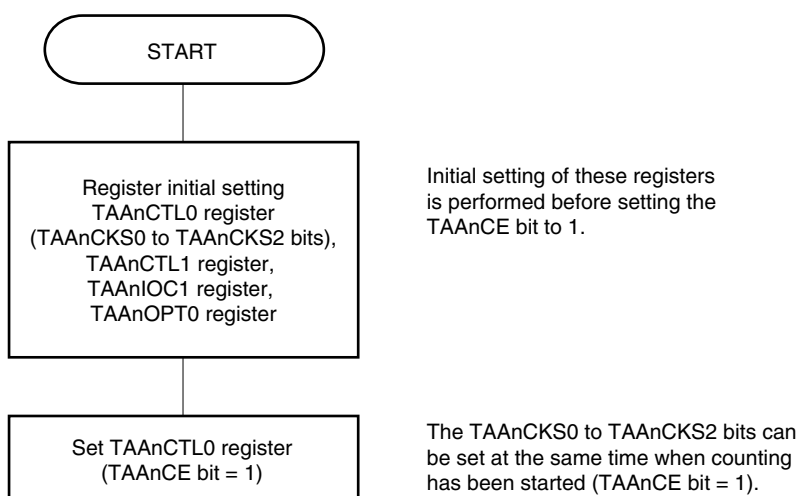 START
Register initial setting
TAAnCTL0 register
(TAAnCKS0 to TAAnCKS2 bits),
TAAnCTL1 register,
TAAnIOC1 register,
TAAnOPT0 register
Initial setting of these registers
is performed before setting the
TAAnCE bit to 1.
Set TAAnCTL0 register
(TAAnCE bit = 1)
The TAAnCKS0 to TAAnCKS2 bits can
be set at the same time when counting
has been started (TAAnCE bit = 1).